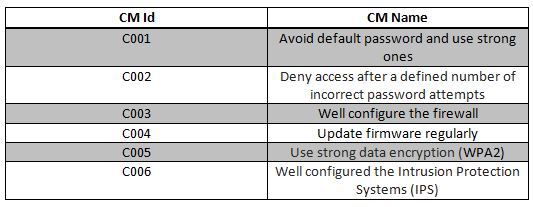 CM Id CM Name
C001 Avoid default password and use strong
ones
C002 Deny access after a defined number of
incorrect password attempts
C003 Well configure the firewall
C004 Update firmware regularly
C005 Use strong data encryption (WPA2)
C006 Well configured the Intrusion Protection
Systems (IPS)